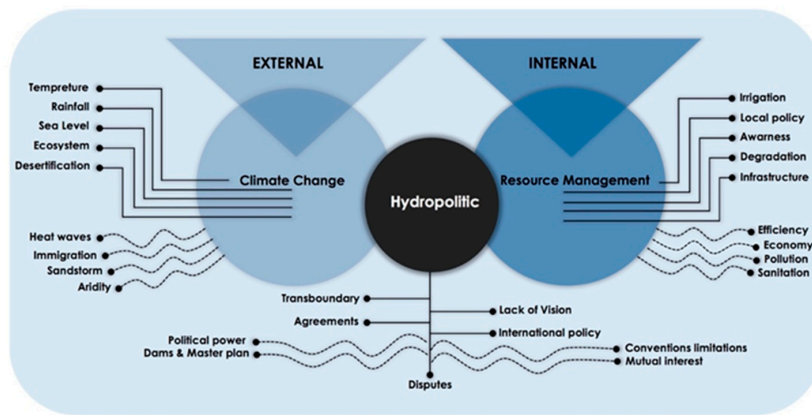 EXTERNAL
INTERNAL
Tempreture
Rainfall
Sea Level
Ecosystem
Desertification
Climate Change
Hydropolitic
Resource Management
Irrigation
Local policy
Awarness
Degradation
Infrastructure
Heat waves
Immigration
Sandstorm
Aridity
Efficiency
Economy
Pollution
Sanitation
Transboundary
Lack of Vision
Agreements
International policy
Political power
Dams & Master plan
Conventions limitations
Mutual interest
Disputes